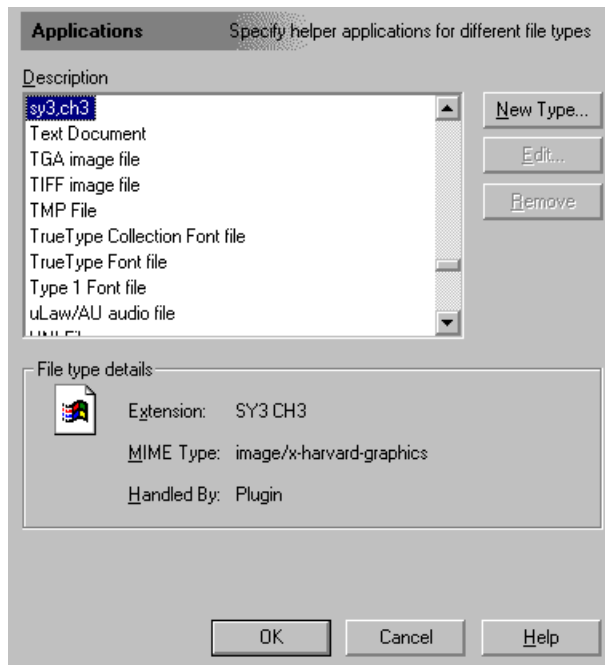 Applications Specify helper applications for different file types
Description
sy3,ch3
Text Document
TGA image file
TIFF image file
TMP File
TrueType Collection Font file
TrueType Font file
Type 1 Font file
uLaw/AU audio file
New Type...
Edit...
Remove
File type details
Extension: SY3 CH3
MIME Type: image/x-harvard-graphics
Handled By: Plugin
OK Cancel Help